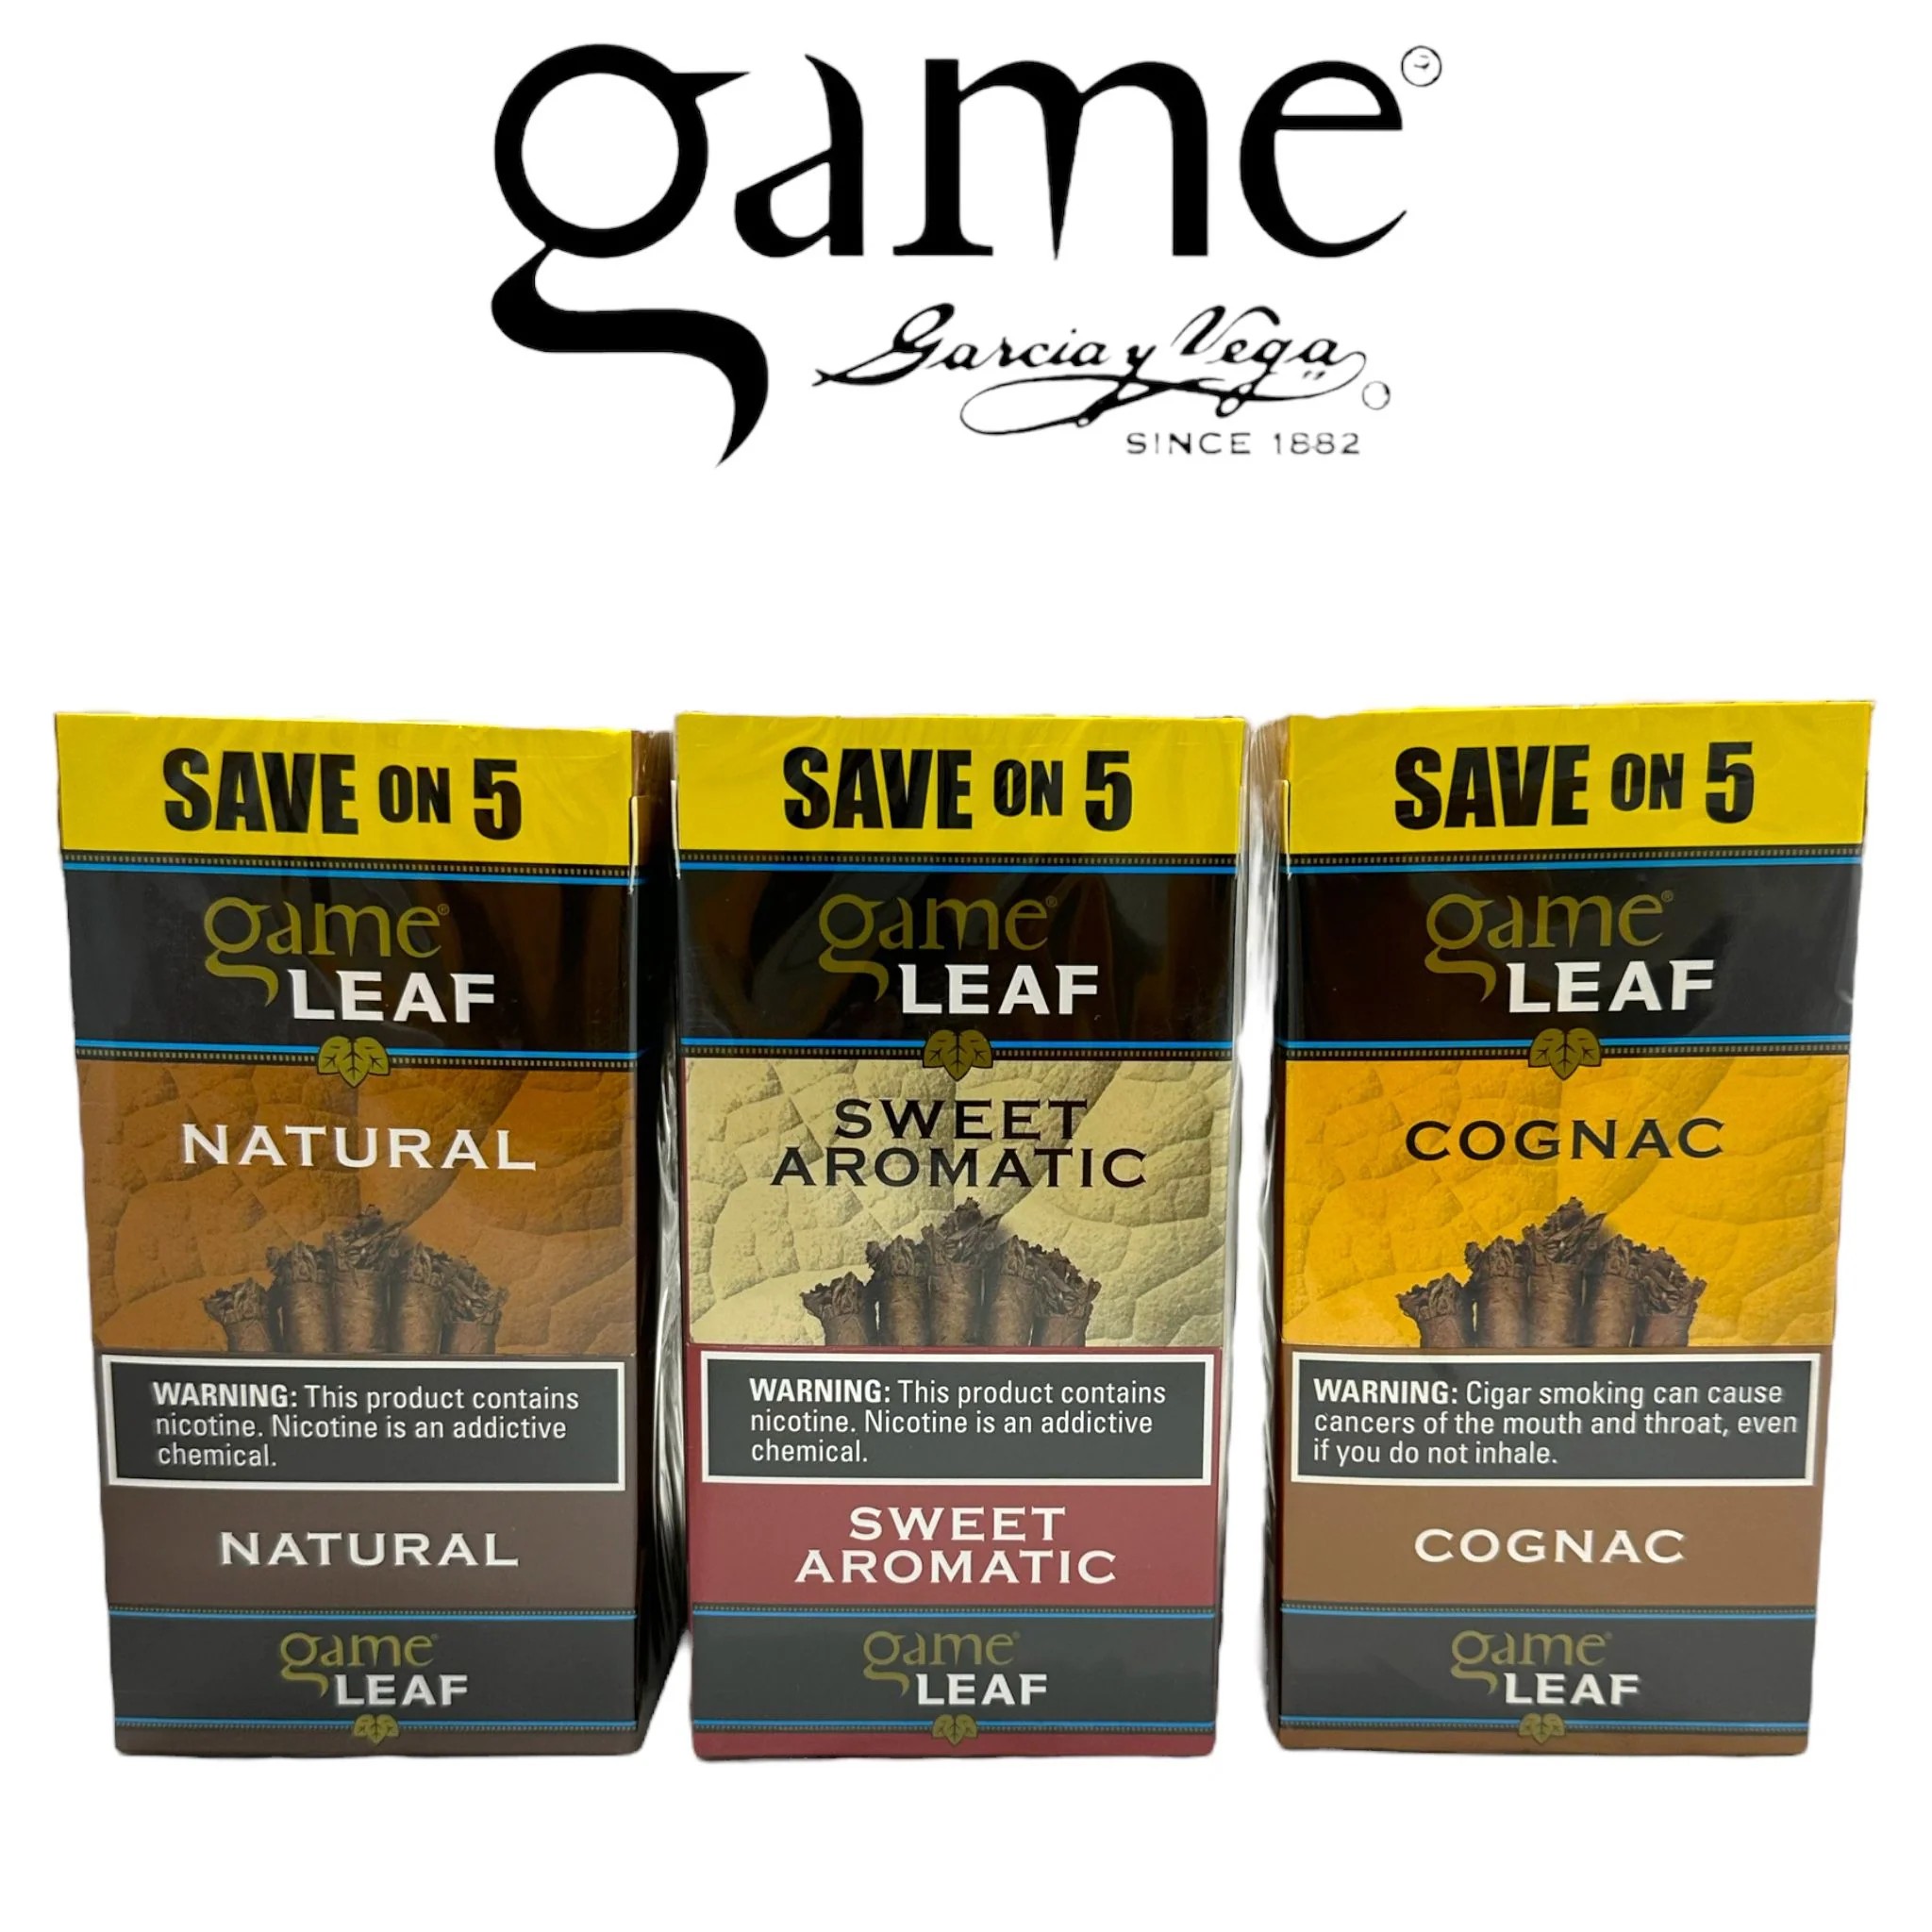 game
Garcia y Vega
SINCE 1882
SAVE ON 5
game®
LEAF
NATURAL
WARNING: This product contains
nicotine. Nicotine is an addictive
chemical.
NATURAL
game
LEAF
SAVE ON 5
game®
LEAF
SWEET
AROMATIC
WARNING: This product contains
nicotine. Nicotine is an addictive
chemical.
SWEET
AROMATIC
game
LEAF
SAVE ON 5
game®
LEAF
COGNAC
WARNING: Cigar smoking can cause
cancers of the mouth and throat, even
if you do not inhale.
COGNAC
game
LEAF